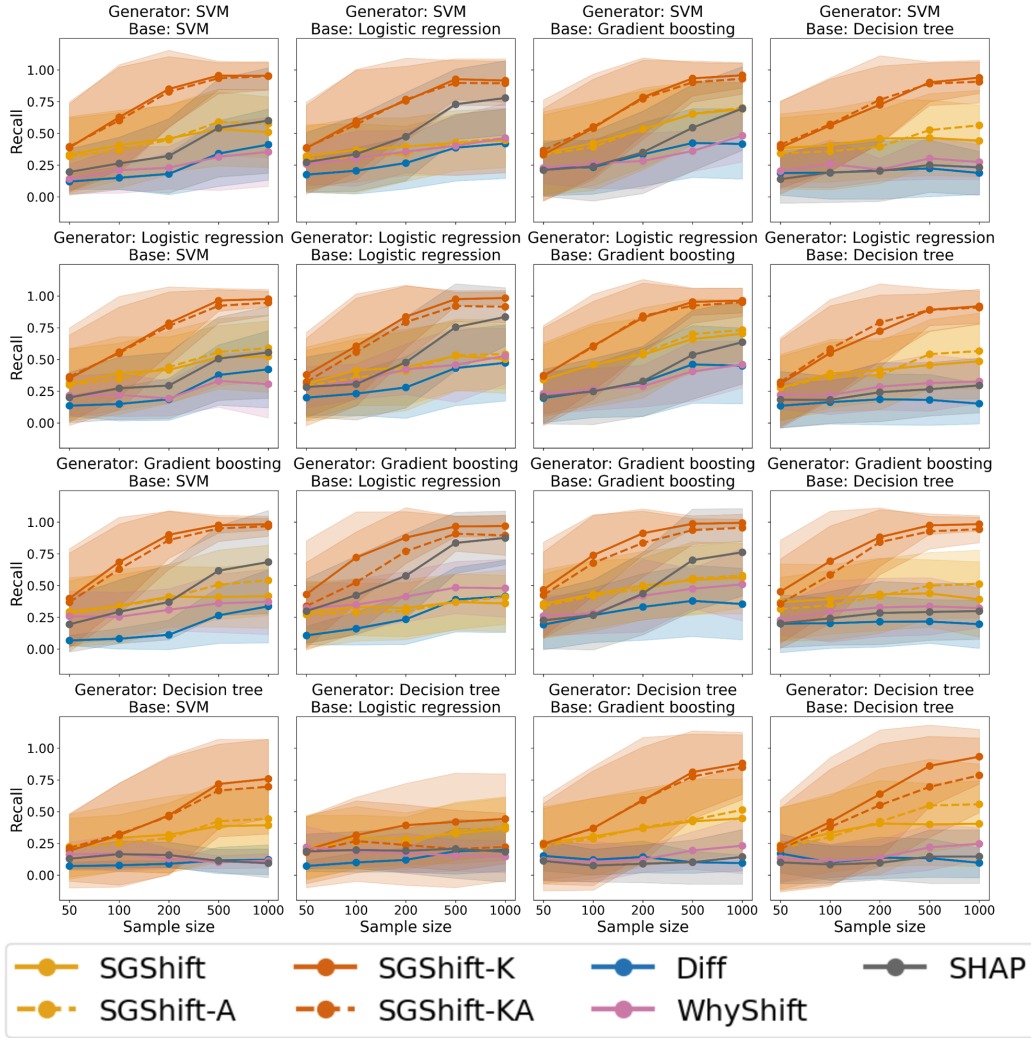 Generator: SVM
Base: SVM
Generator: SVM
Base: Logistic regression
Generator: SVM
Base: Gradient boosting
Generator: SVM
Base: Decision tree
Recall
1.00
0.75
0.50
0.25
0.00
Generator: Logistic regression
Base: SVM
Generator: Logistic regression
Base: Logistic regression
Generator: Logistic regression
Base: Gradient boosting
Generator: Logistic regression
Base: Decision tree
Recall
1.00
0.75
0.50
0.25
0.00
Generator: Gradient boosting
Base: SVM
Generator: Gradient boosting
Base: Logistic regression
Generator: Gradient boosting
Base: Gradient boosting
Generator: Gradient boosting
Base: Decision tree
Recall
1.00
0.75
0.50
0.25
0.00
Generator: Decision tree
Base: SVM
Generator: Decision tree
Base: Logistic regression
Generator: Decision tree
Base: Gradient boosting
Generator: Decision tree
Base: Decision tree
Recall
1.00
0.75
0.50
0.25
0.00
50 100 200 500 1000
Sample size
50 100 200 500 1000
Sample size
50 100 200 500 1000
Sample size
50 100 200 500 1000
Sample size
SGShift SGShift-K Diff SHAP
SGShift-A SGShift-KA WhyShift